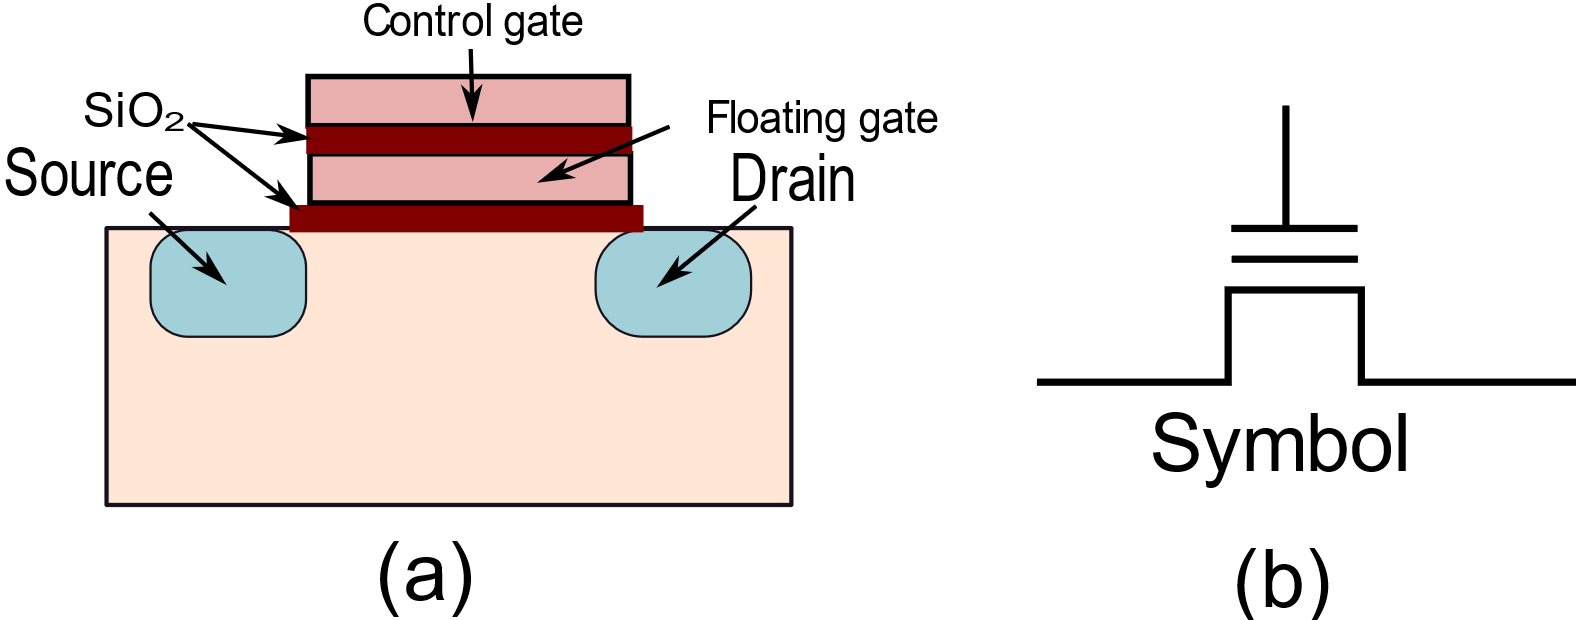 Control gate
SiO₂
Floating gate
Source
Drain
Symbol
(a)
(b)